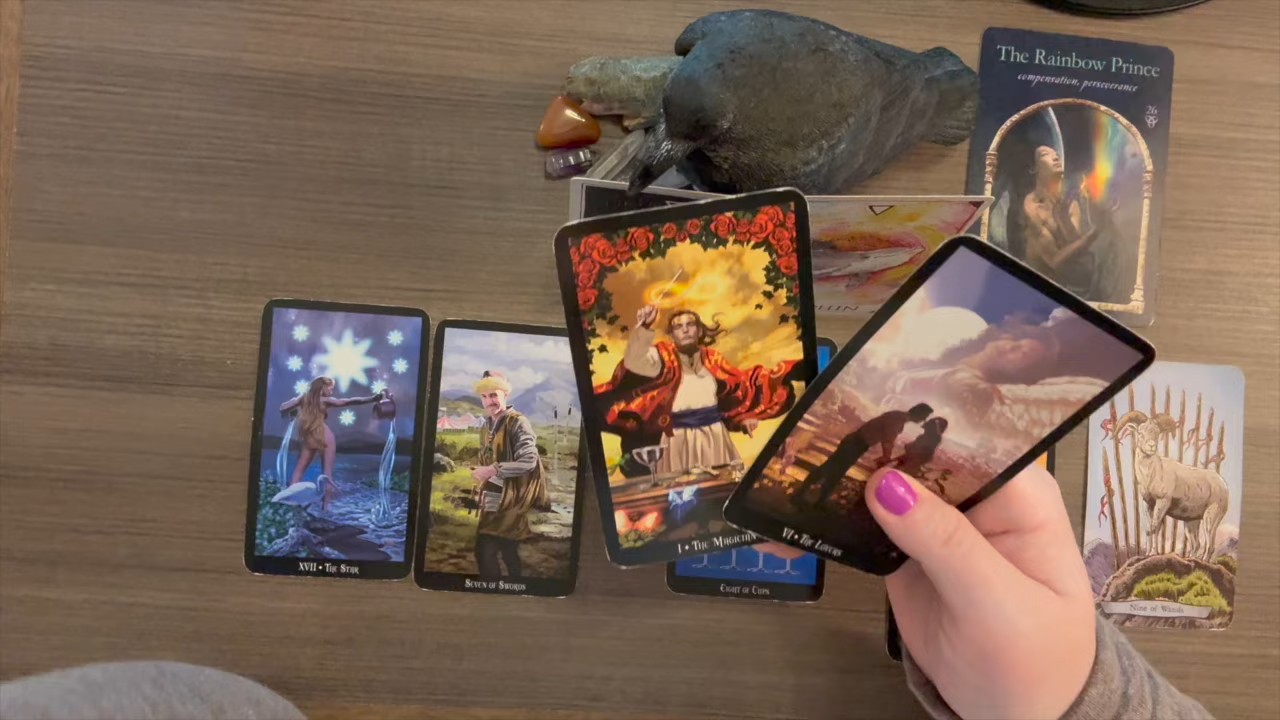 The Rainbow Prince
compensation, perseverance
26
XVII • The Star
Seven of Swords
I • The Magician
VI • The Lovers
Eight of Cups
Nine of Wands